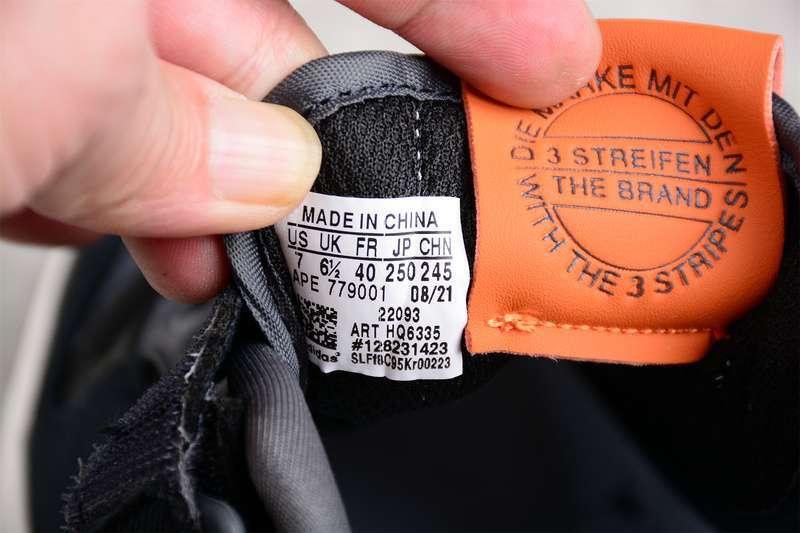 MADE IN CHINA
US UK FR JP CHN
7 6½ 40 250 245
APE 779001 08/21
22093
ART HQ6335
#128231423
adidas
DIE MARKE MIT DEN
3 STREIFEN
THE BRAND
WITH THE 3 STRIPES